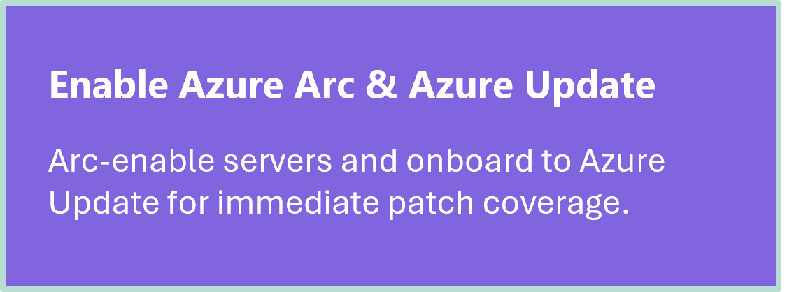 Enable Azure Arc & Azure Update
Arc-enable servers and onboard to Azure
Update for immediate patch coverage.